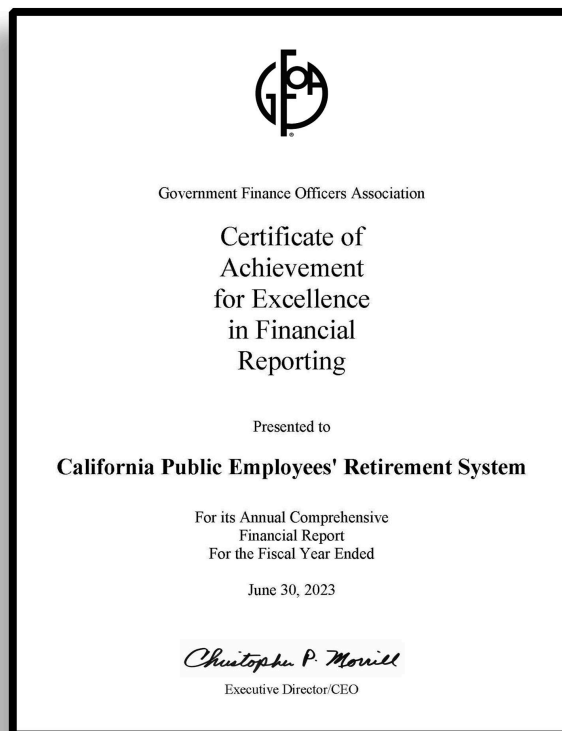 GFOA
®
Government Finance Officers Association
Certificate of
Achievement
for Excellence
in Financial
Reporting
Presented to
California Public Employees' Retirement System
For its Annual Comprehensive
Financial Report
For the Fiscal Year Ended
June 30, 2023
Christopher P. Morrill
Executive Director/CEO